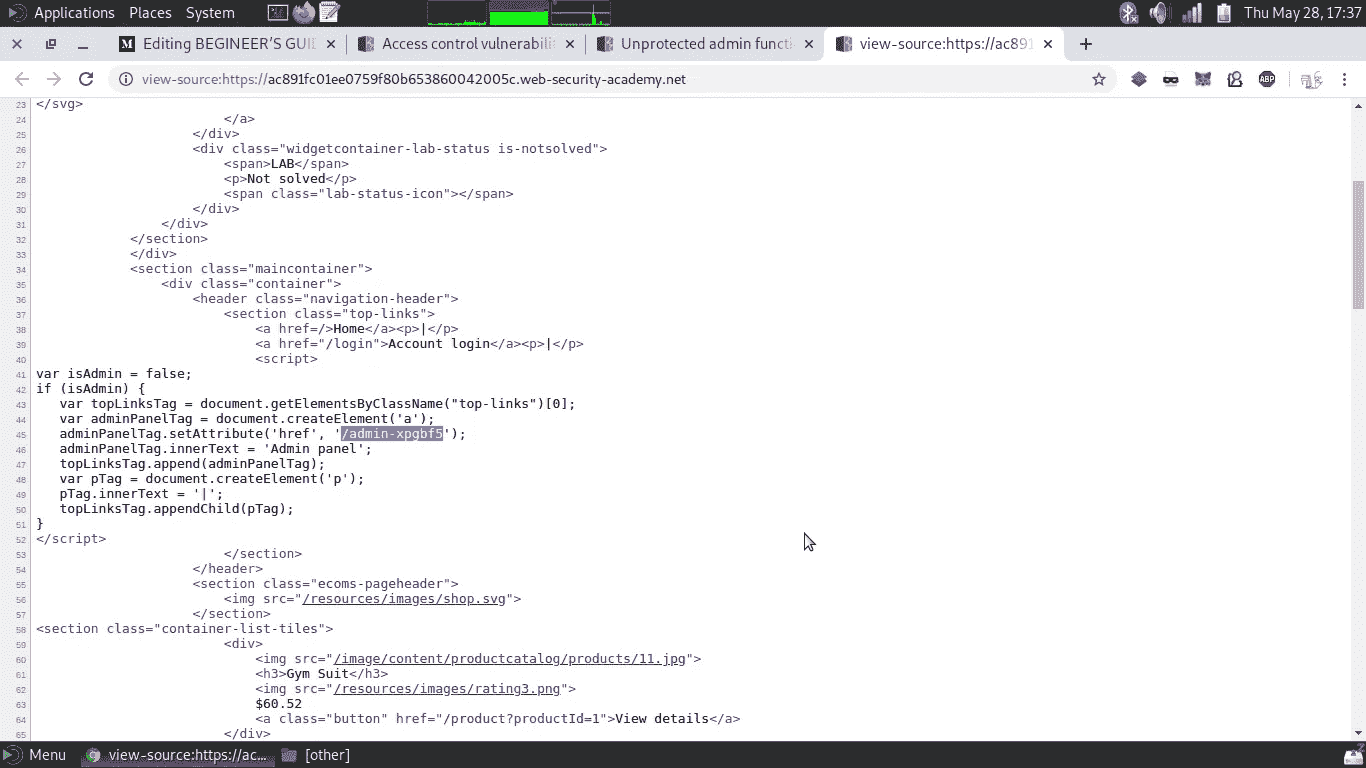 Applications Places System Thu May 28, 17:37
Editing BEGINEER'S GUI Access control vulnerabili Unprotected admin functi view-source:https://ac891
view-source:https://ac891fc01ee0759f80b653860042005c.web-security-academy.net ABP
23 </svg>
24 </a>
25 </div>
26 <div class="widgetcontainer-lab-status is-notsolved">
27 <span>LAB</span>
28 <p>Not solved</p>
29 <span class="lab-status-icon"></span>
30 </div>
31 </div>
32 </section>
33 </div>
34 <section class="maincontainer">
35 <div class="container">
36 <header class="navigation-header">
37 <section class="top-links">
38 <a href=/>Home</a><p>|</p>
39 <a href="/login">Account login</a><p>|</p>
40 <script>
41 var isAdmin = false;
42 if (isAdmin) {
43 var topLinksTag = document.getElementsByClassName("top-links")[0];
44 var adminPanelTag = document.createElement('a');
45 adminPanelTag.setAttribute('href', '/admin-xpgbf5');
46 adminPanelTag.innerText = 'Admin panel';
47 topLinksTag.append(adminPanelTag);
48 var pTag = document.createElement('p');
49 pTag.innerText = '|';
50 topLinksTag.appendChild(pTag);
51 }
52 </script>
53 </section>
54 </header>
55 <section class="ecoms-pageheader">
56 <img src="/resources/images/shop.svg">
57 </section>
58 <section class="container-list-tiles">
59 <div>
60 <img src="/image/content/productcatalog/products/11.jpg">
61 <h3>Gym Suit</h3>
62 <img src="/resources/images/rating3.png">
63 $60.52
64 <a class="button" href="/product?productId=1">View details</a>
65 </div>
Menu view-source:https://ac... [other]